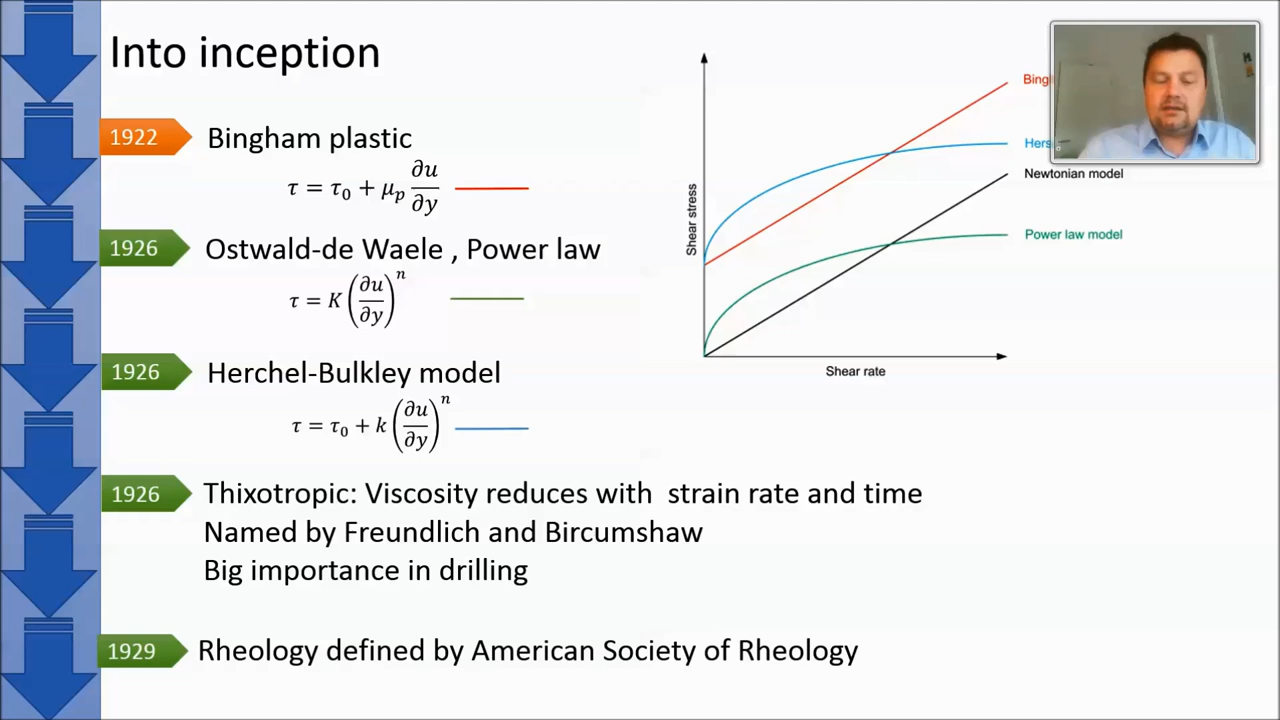 Into inception
1922
Bingham plastic
τ = τ₀ + μₚ ∂u/∂y
1926
Ostwald-de Waele , Power law
τ = K (∂u/∂y)ⁿ
1926
Herchel-Bulkley model
τ = τ₀ + k (∂u/∂y)ⁿ
1926
Thixotropic: Viscosity reduces with strain rate and time
Named by Freundlich and Bircumshaw
Big importance in drilling
1929
Rheology defined by American Society of Rheology
Shear stress
Shear rate
Newtonian model
Power law model